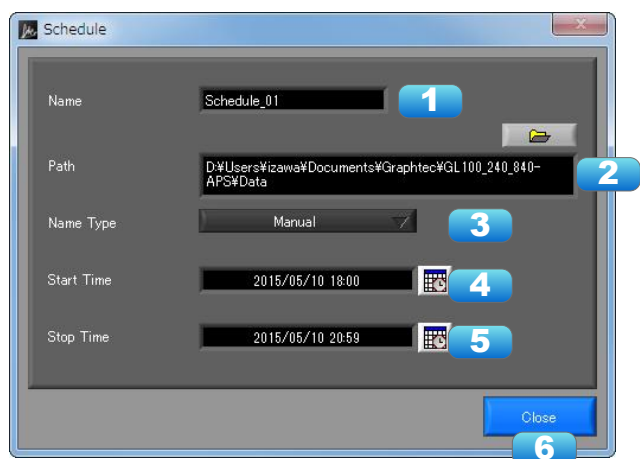 Schedule
Name
Schedule_01
1
Path
D:¥Users¥izawa¥Documents¥Graphtec¥GL100_240_840-
APS¥Data
2
Name Type
Manual
3
Start Time
2015/05/10 18:00
4
Stop Time
2015/05/10 20:59
5
Close
6